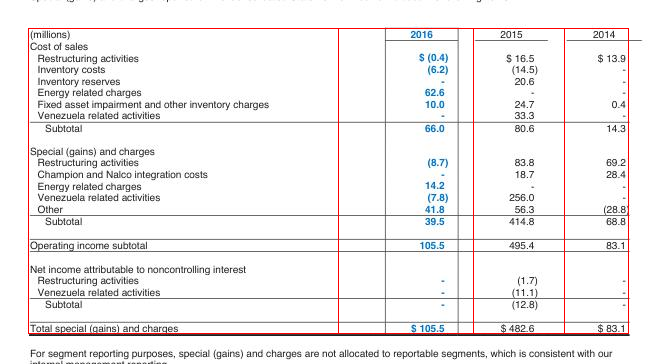 (millions) 2016 2015 2014
Cost of sales
Restructuring activities $ (0.4) $ 16.5 $ 13.9
Inventory costs (6.2) (14.5) -
Inventory reserves - 20.6 -
Energy related charges 62.6 - -
Fixed asset impairment and other inventory charges 10.0 24.7 0.4
Venezuela related activities - 33.3 -
Subtotal 66.0 80.6 14.3
Special (gains) and charges
Restructuring activities (8.7) 83.8 69.2
Champion and Nalco integration costs - 18.7 28.4
Energy related charges 14.2 - -
Venezuela related activities (7.8) 256.0 -
Other 41.8 56.3 (28.8)
Subtotal 39.5 414.8 68.8
Operating income subtotal 105.5 495.4 83.1
Net income attributable to noncontrolling interest
Restructuring activities - (1.7) -
Venezuela related activities - (11.1) -
Subtotal - (12.8) -
Total special (gains) and charges $ 105.5 $ 482.6 $ 83.1
For segment reporting purposes, special (gains) and charges are not allocated to reportable segments, which is consistent with our
internal management reporting